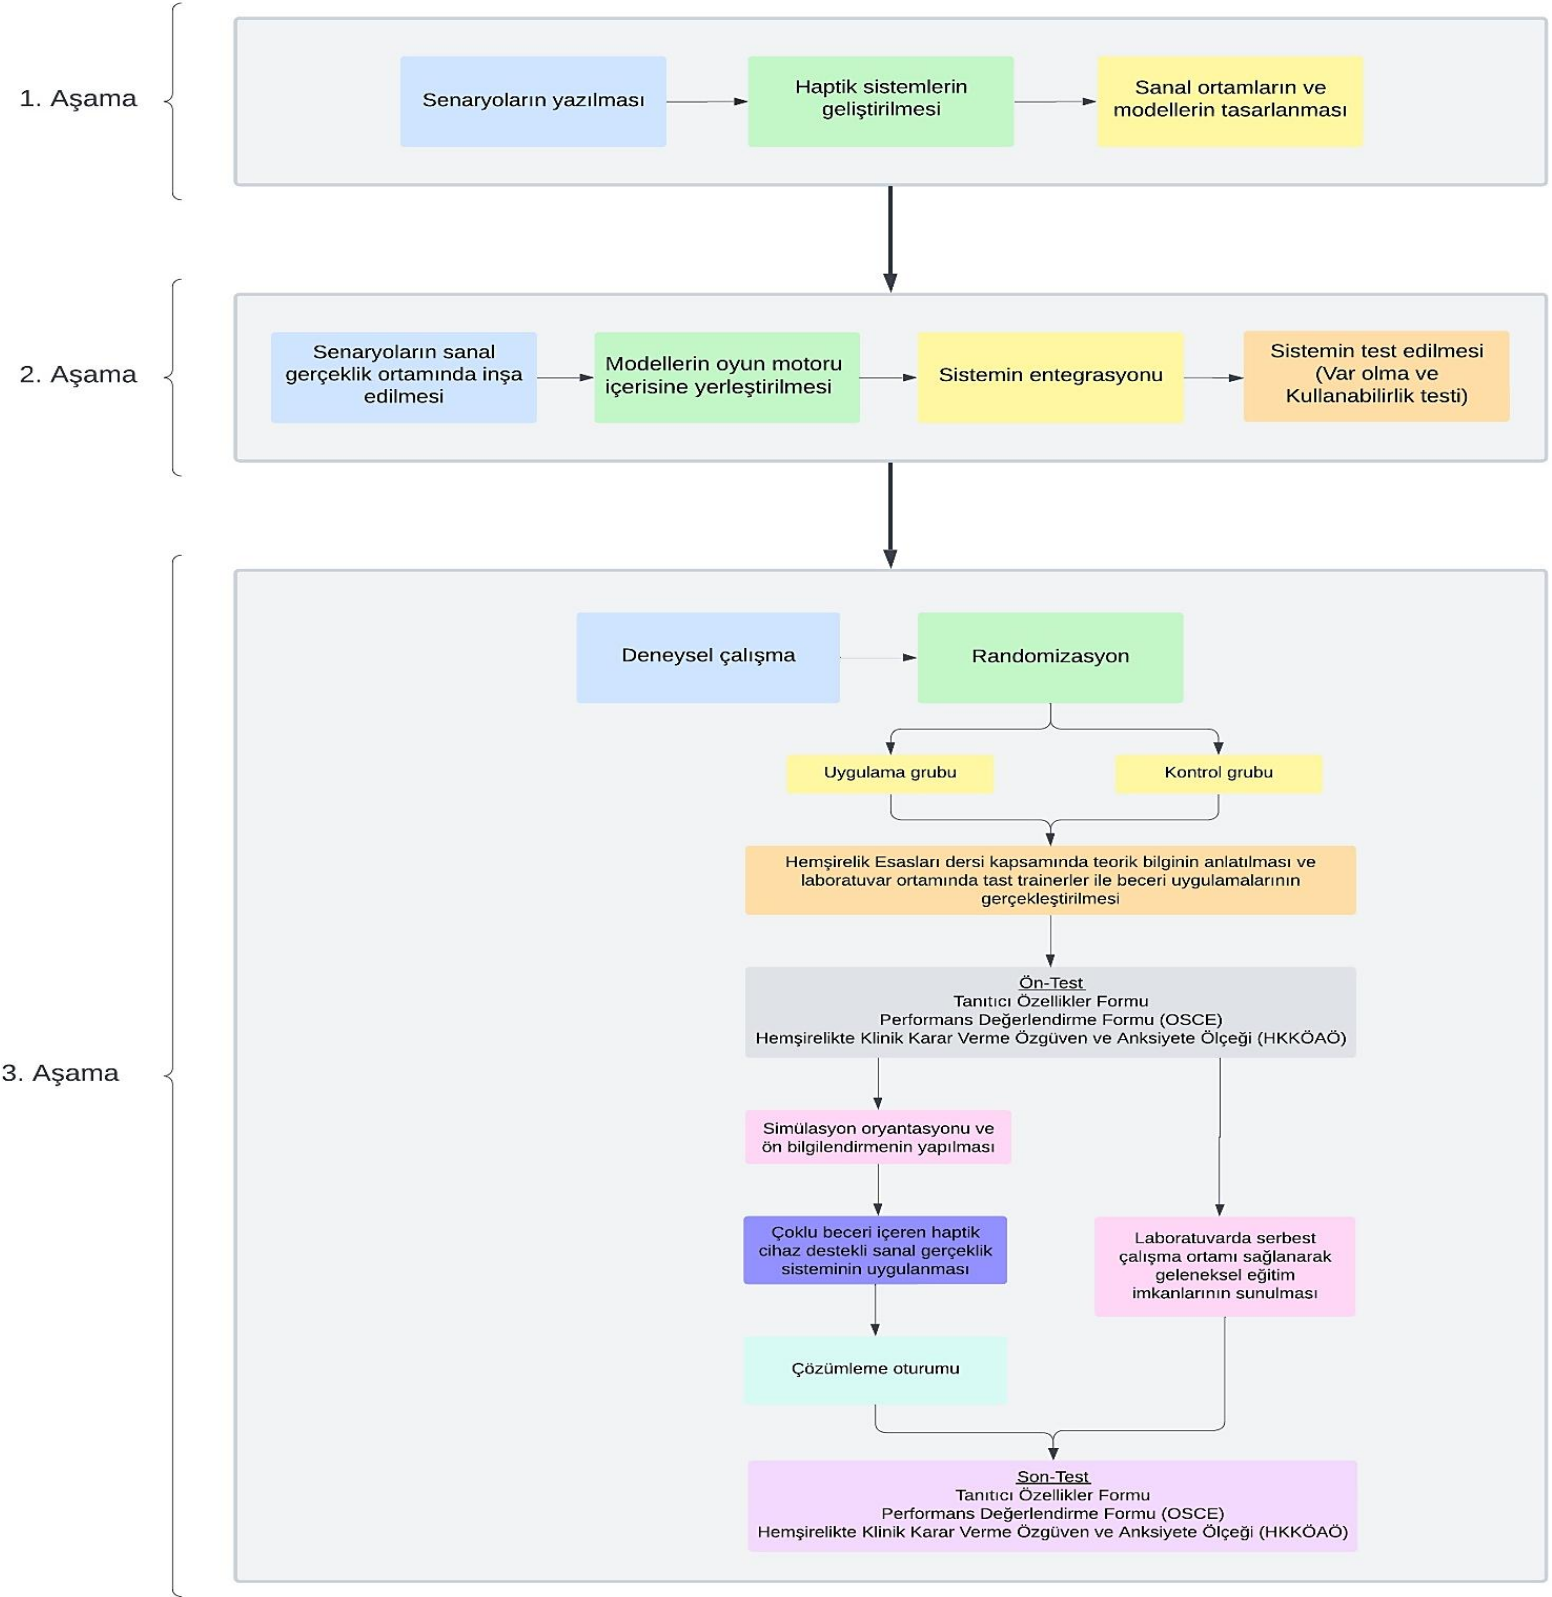 1. Aşama
Senaryoların yazılması
Haptik sistemlerin
geliştirilmesi
Sanal ortamların ve
modellerin tasarlanması
2. Aşama
Senaryoların sanal
gerçeklik ortamında inşa
edilmesi
Modellerin oyun motoru
içerisine yerleştirilmesi
Sistemin entegrasyonu
Sistemin test edilmesi
(Var olma ve
Kullanabilirlik testi)
3. Aşama
Deneysel çalışma
Randomizasyon
Uygulama grubu
Kontrol grubu
Hemşirelik Esasları dersi kapsamında teorik bilginin anlatılması ve
laboratuvar ortamında tast trainerler ile beceri uygulamalarının
gerçekleştirilmesi
Ön-Test
Tanıtıcı Özellikler Formu
Performans Değerlendirme Formu (OSCE)
Hemşirelikte Klinik Karar Verme Özgüven ve Anksiyete Ölçeği (HKKÖAÖ)
Simülasyon oryantasyonu ve
ön bilgilendirmenin yapılması
Çoklu beceri içeren haptik
cihaz destekli sanal gerçeklik
sisteminin uygulanması
Laboratuvarda serbest
çalışma ortamı sağlanarak
geleneksel eğitim
imkanlarının sunulması
Çözümleme oturumu
Son-Test
Tanıtıcı Özellikler Formu
Performans Değerlendirme Formu (OSCE)
Hemşirelikte Klinik Karar Verme Özgüven ve Anksiyete Ölçeği (HKKÖAÖ)